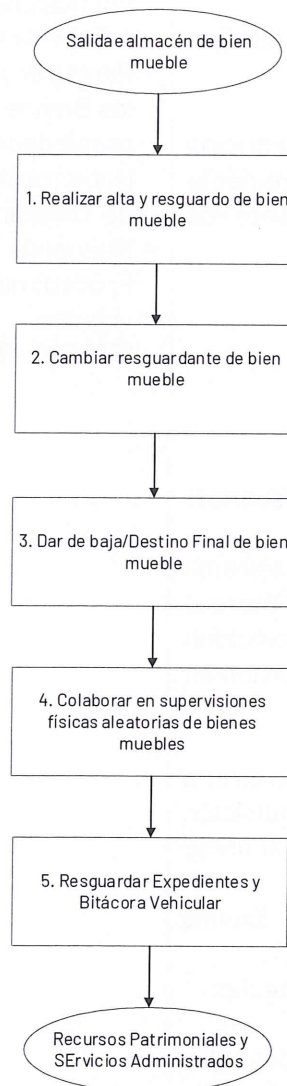 Salida e almacén de bien
mueble
1. Realizar alta y resguardo de bien
mueble
2. Cambiar resguardante de bien
mueble
3. Dar de baja/Destino Final de bien
mueble
4. Colaborar en supervisiones
físicas aleatorias de bienes
muebles
5. Resguardar Expedientes y
Bitácora Vehicular
Recursos Patrimoniales y
SErvicios Administrados